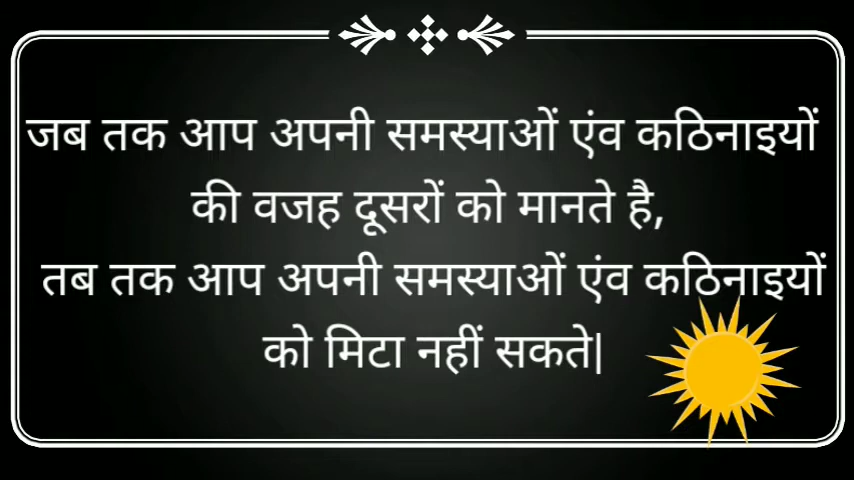 जब तक आप अपनी समस्याओं एंव कठिनाइयों
की वजह दूसरों को मानते है,
तब तक आप अपनी समस्याओं एंव कठिनाइयों
को मिटा नहीं सकते|